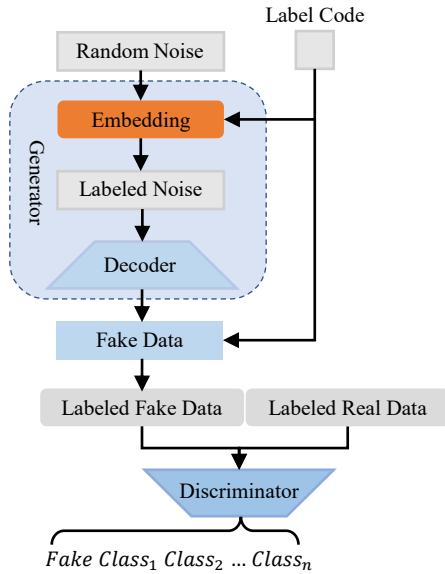 Label Code
Random Noise
Embedding
Generator
Labeled Noise
Decoder
Fake Data
Labeled Fake Data
Labeled Real Data
Discriminator
Fake Class₁ Class₂ ... Classₙ